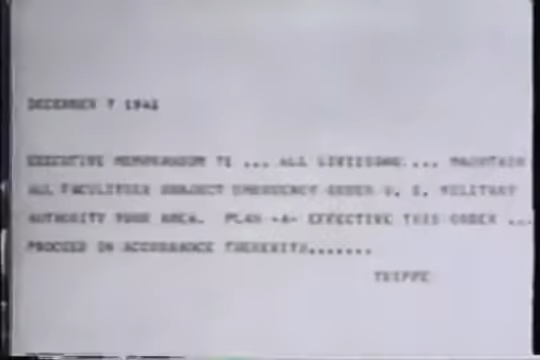 DECEMBER 7 1941
EXECUTIVE MEMORANDUM TO ... ALL DIVISIONS ... MAINTAIN
ALL FACILITIES SUBJECT EMERGENCY ORDER U. S. MILITARY
AUTHORITY YOUR AREA. PLAN -A- EFFECTIVE THIS ORDER ...
PROCEED IN ACCORDANCE THEREWITH.......
TRIPPE